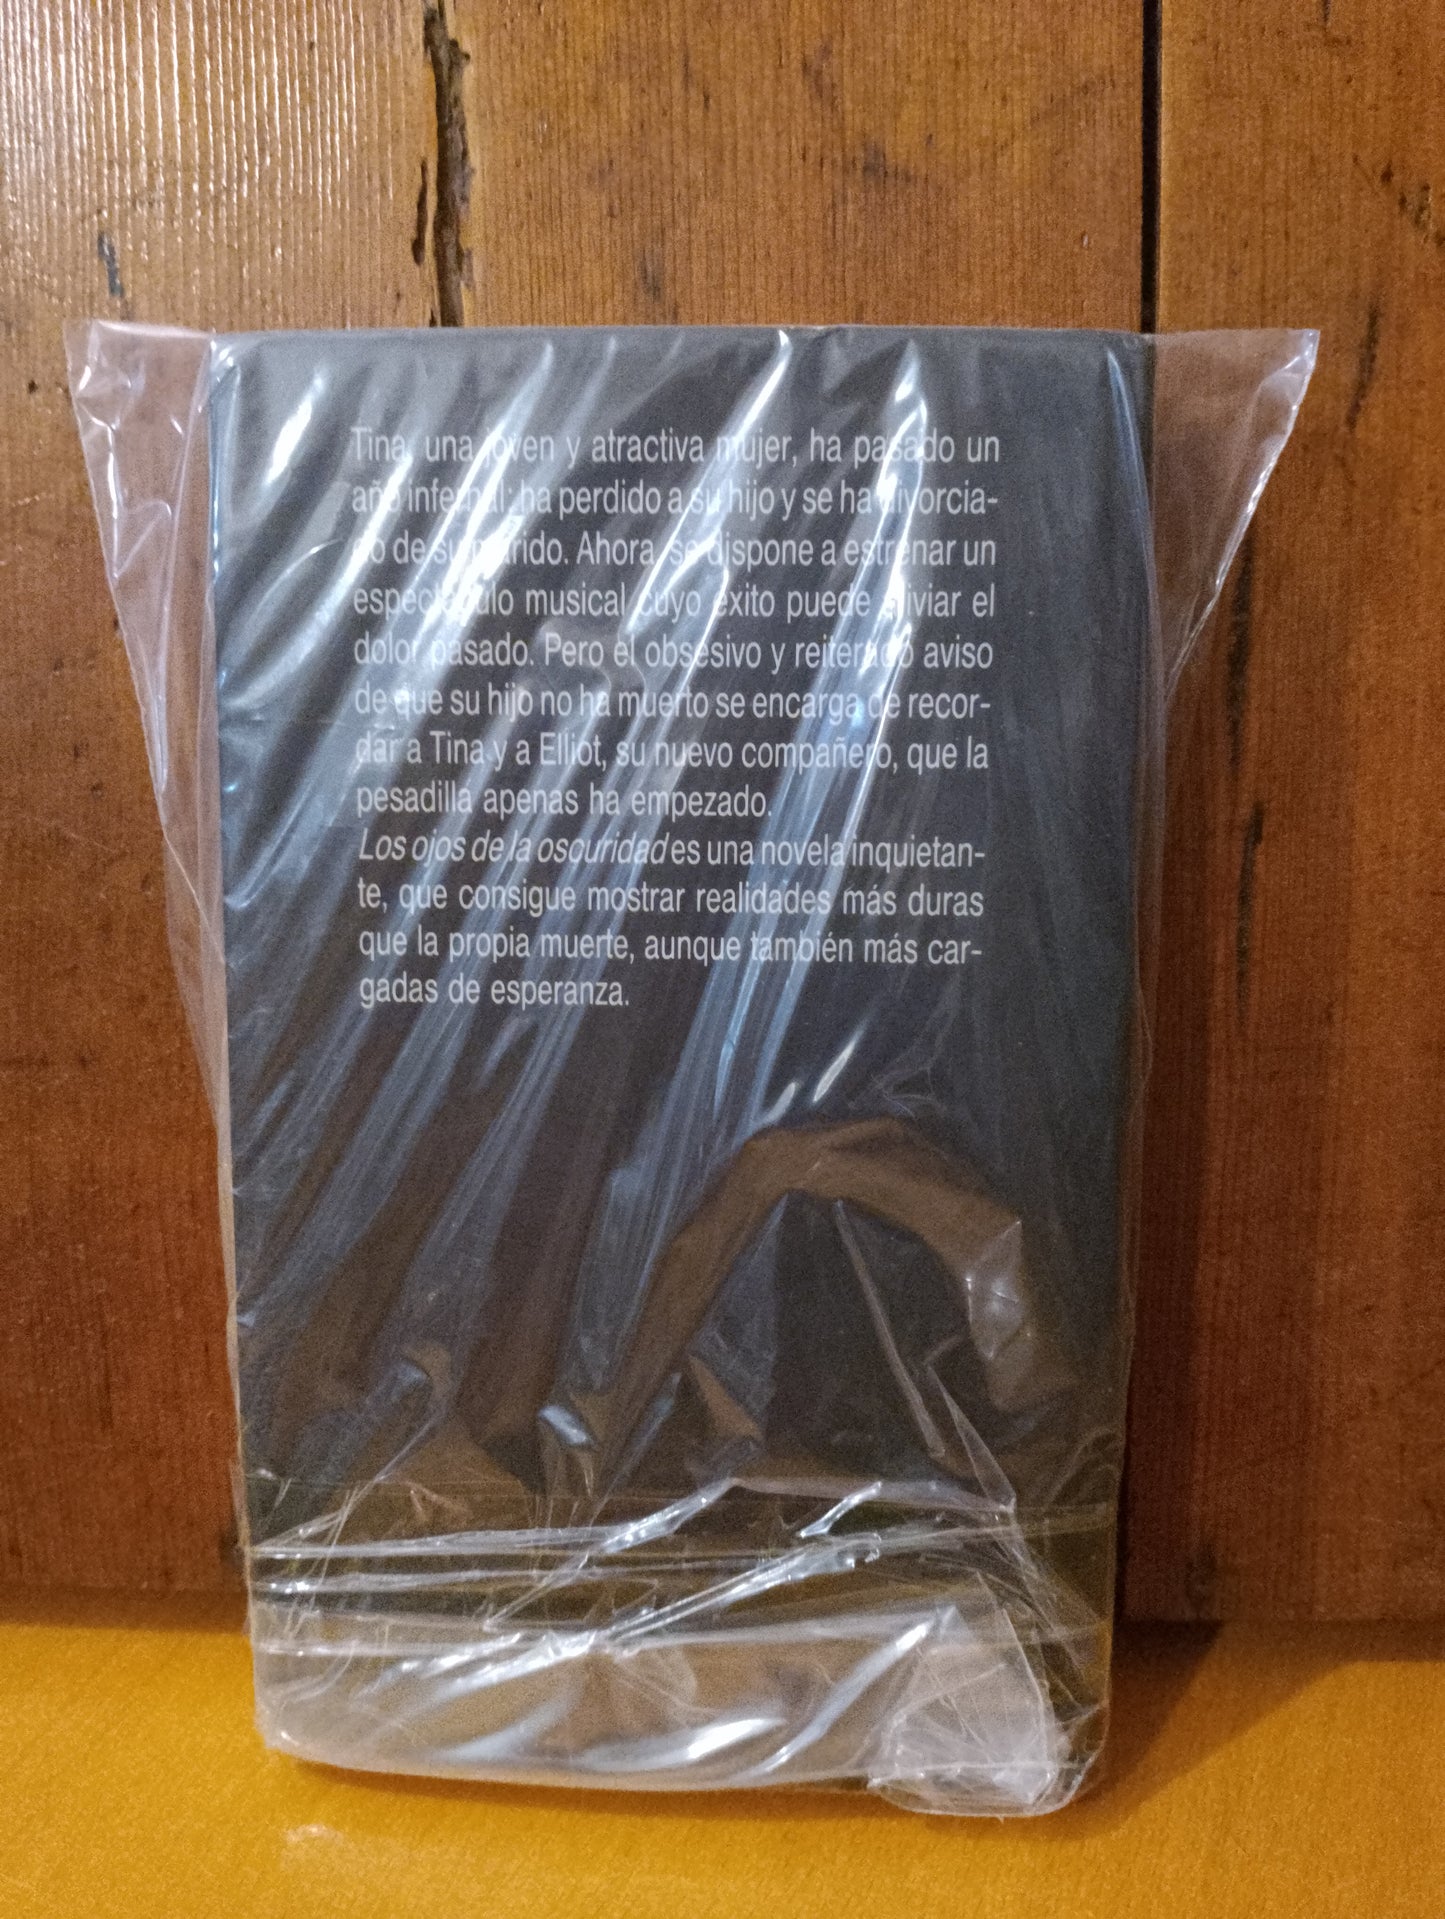 Tina, una joven y atractiva mujer, ha pasado un
año infernal: ha perdido a su hijo y se ha divorcia-
do de su marido. Ahora, se dispone a estrenar un
espectáculo musical cuyo éxito puede aliviar el
dolor pasado. Pero el obsesivo y reiterado aviso
de que su hijo no ha muerto se encarga de recor-
dar a Tina y a Elliot, su nuevo compañero, que la
pesadilla apenas ha empezado.
Los ojos de la oscuridad es una novela inquietan-
te, que consigue mostrar realidades más duras
que la propia muerte, aunque también más car-
gadas de esperanza.